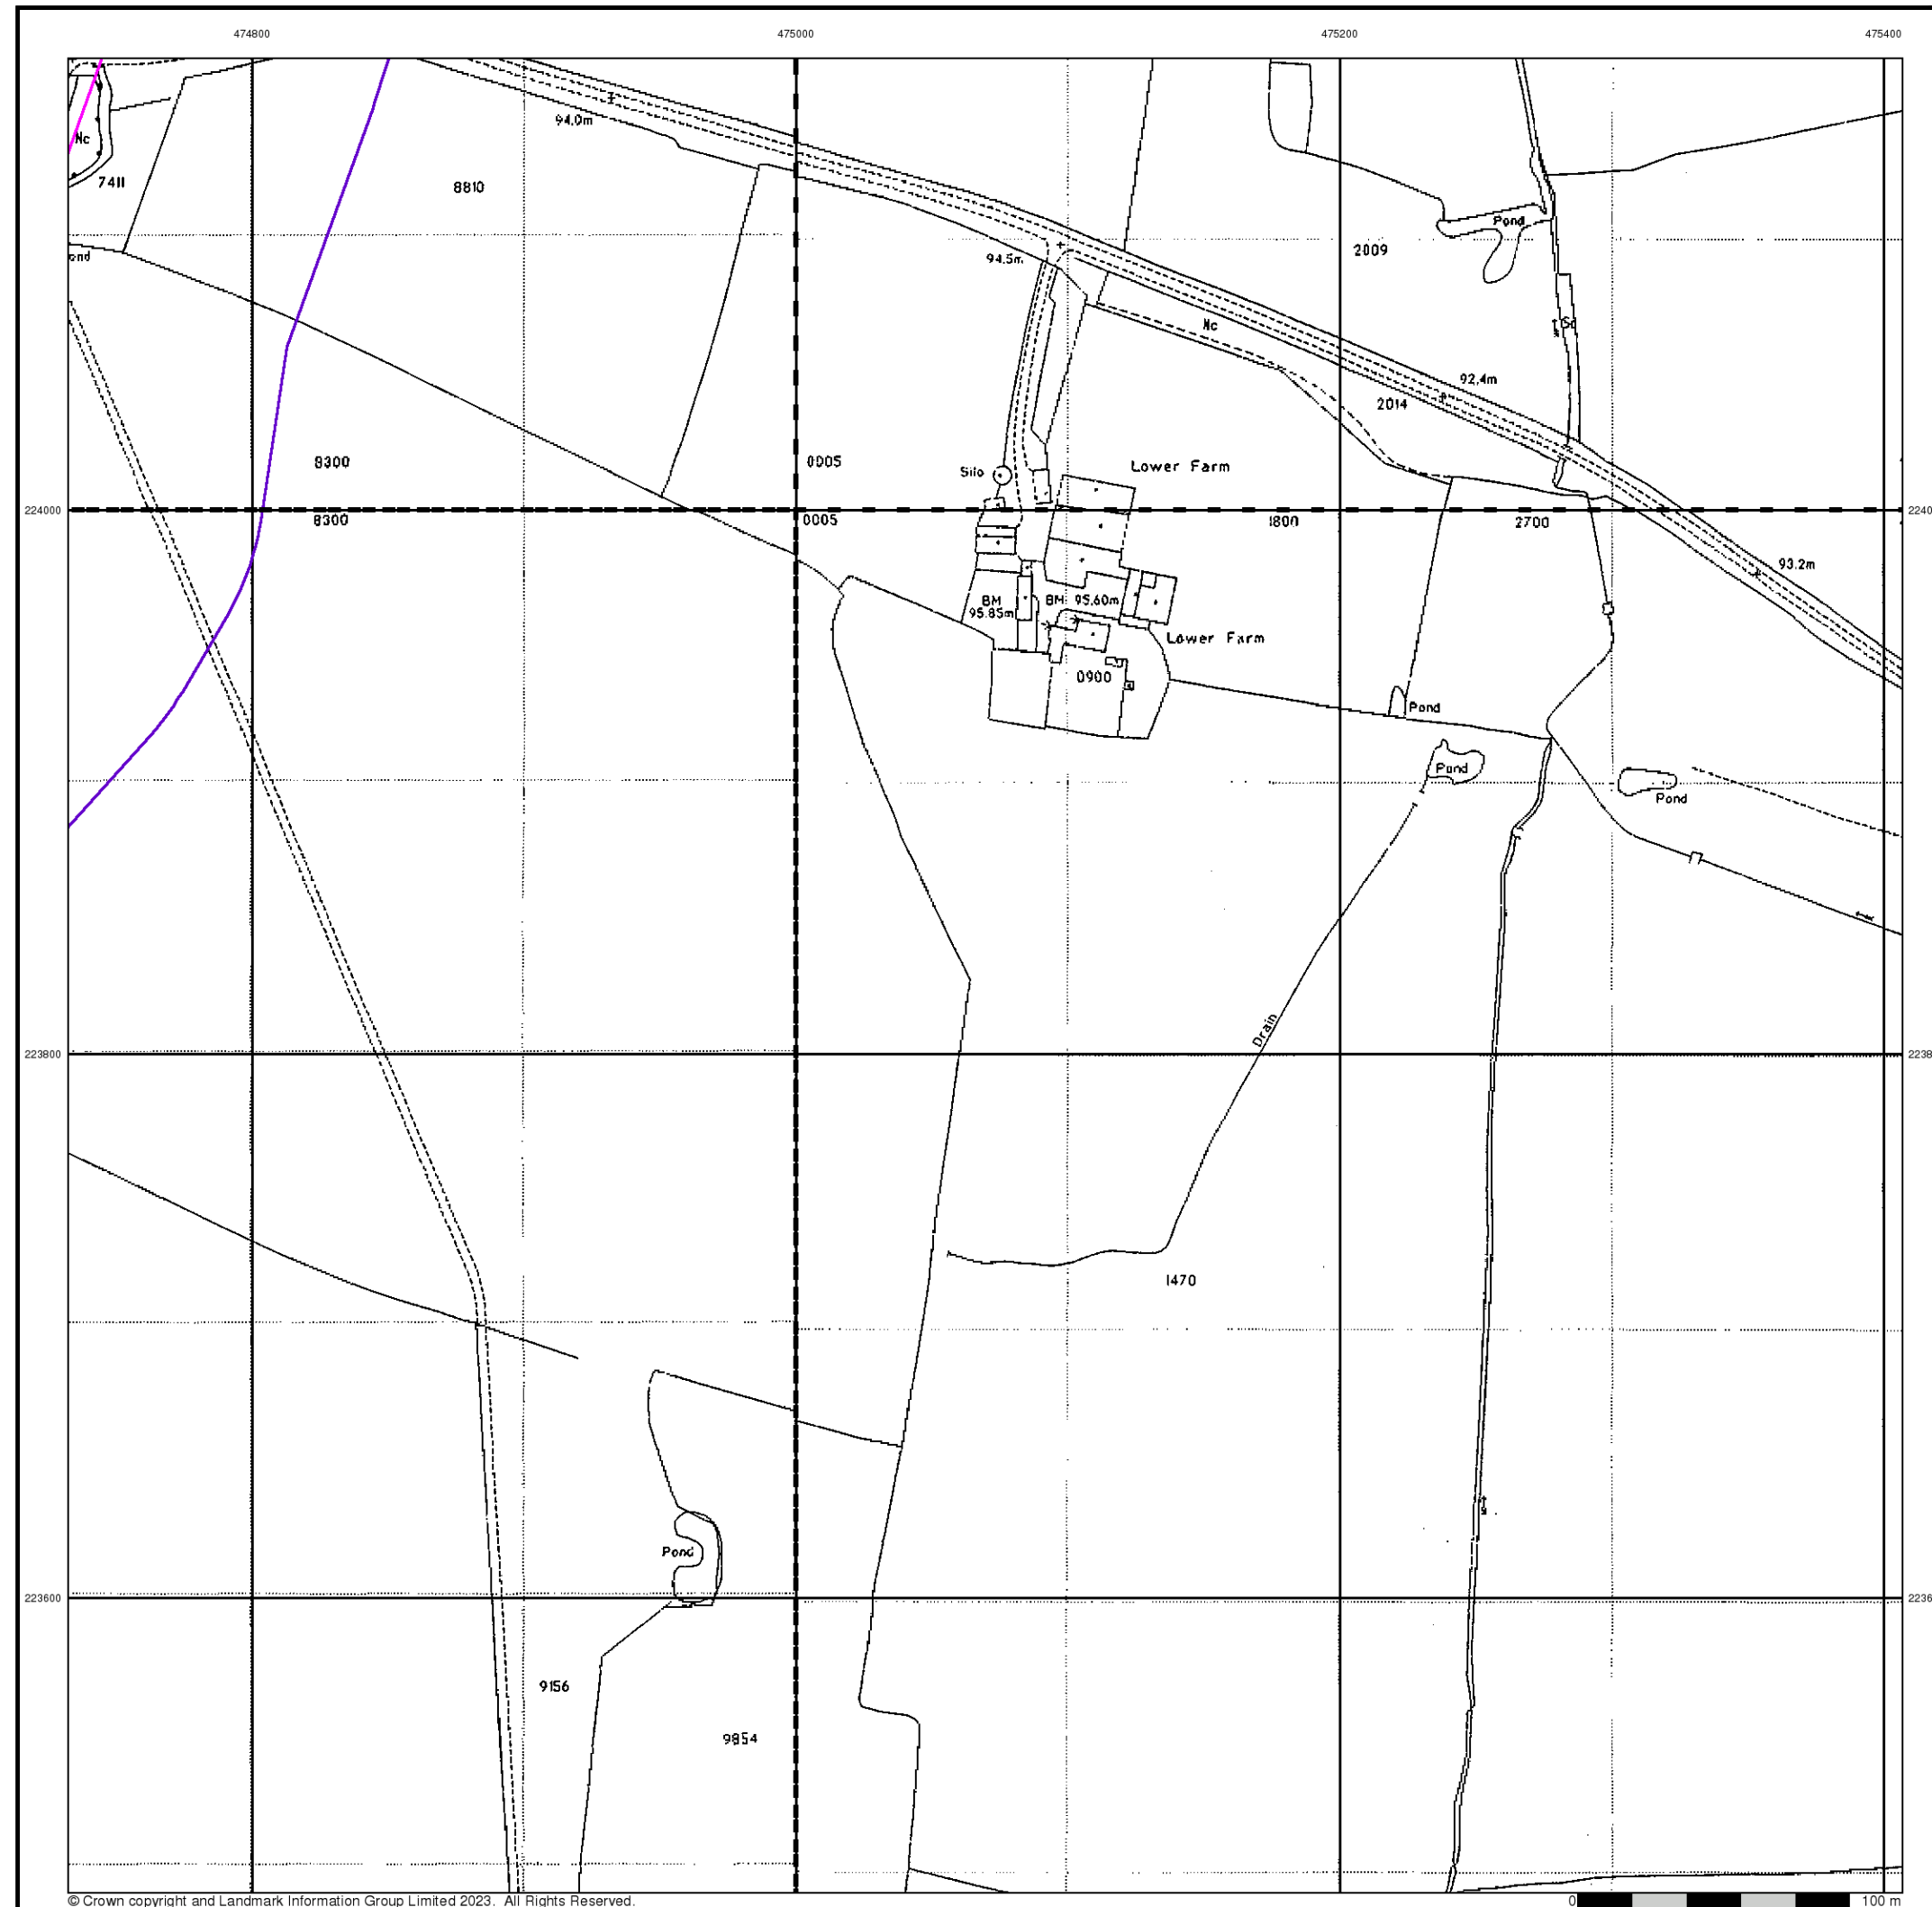 474800 475000 475200 475400
94.0m
Nc
7411
8810
Pond
2009
ond
94.5m
Nc
92.4m
2014
8300
0005
Silo
Lower Farm
224000
8300
0005
1800
2700
93.2m
BM
95.85m
BM 95.60m
Lower Farm
0900
Pond
Pond
Pond
Drain
223800
1470
Pond
223600
9156
9854
© Crown copyright and Landmark Information Group Limited 2023. All Rights Reserved.
0 100 m